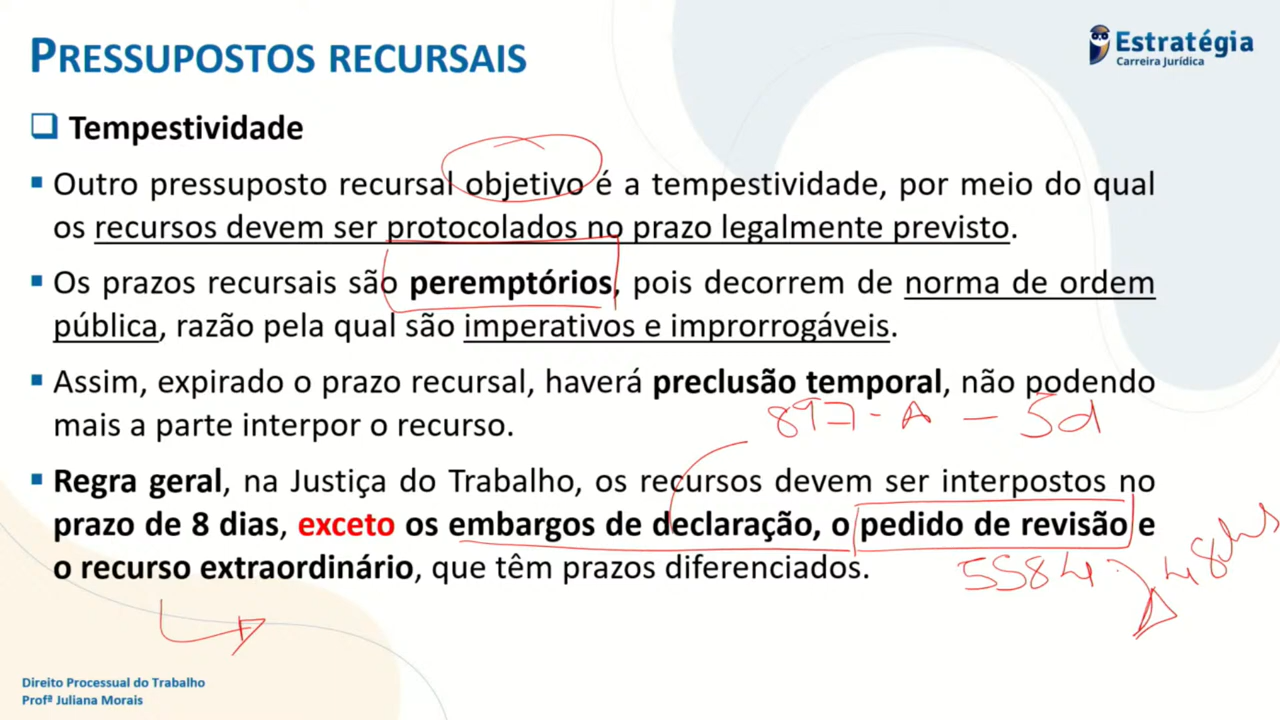 PRESSUPOSTOS RECURSAIS
Estratégia
Carreira Jurídica
Tempestividade
Outro pressuposto recursal objetivo é a tempestividade, por meio do qual
os recursos devem ser protocolados no prazo legalmente previsto.
Os prazos recursais são peremptórios, pois decorrem de norma de ordem
pública, razão pela qual são imperativos e improrrogáveis.
Assim, expirado o prazo recursal, haverá preclusão temporal, não podendo
mais a parte interpor o recurso.
897-A - 5d
Regra geral, na Justiça do Trabalho, os recursos devem ser interpostos no
prazo de 8 dias, exceto os embargos de declaração, o pedido de revisão e
o recurso extraordinário, que têm prazos diferenciados.
5584 48hs
Direito Processual do Trabalho
Profª Juliana Morais